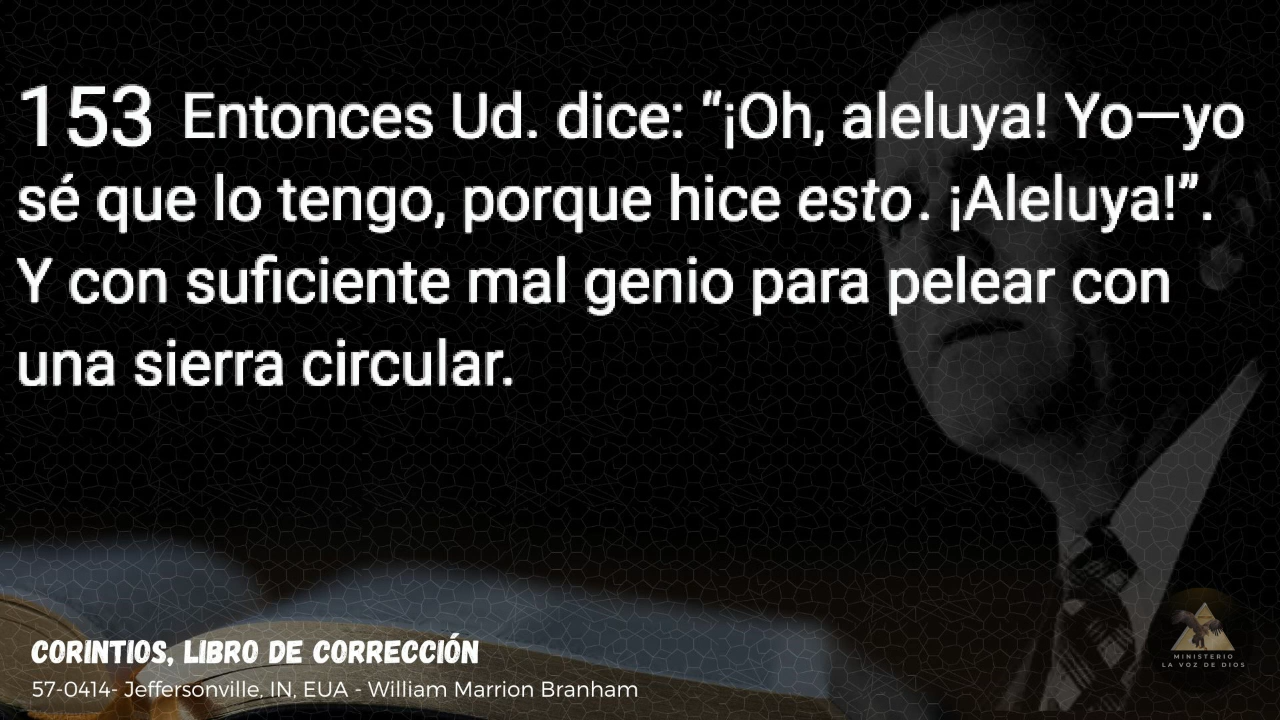 153 Entonces Ud. dice: “¡Oh, aleluya! Yo—yo
sé que lo tengo, porque hice esto. ¡Aleluya!”.
Y con suficiente mal genio para pelear con
una sierra circular.
CORINTIOS, LIBRO DE CORRECCIÓN
57-0414- Jeffersonville, IN, EUA - William Marrion Branham
MINISTERIO
LA VOZ DE DIOS